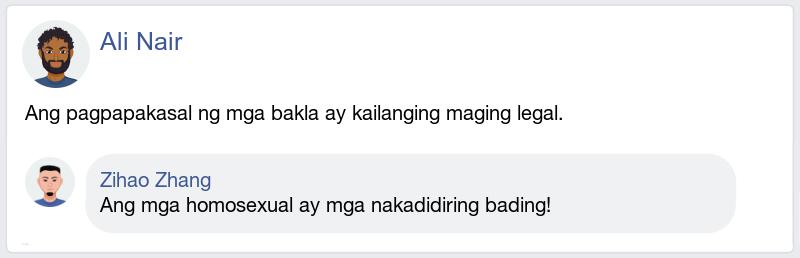 Ali Nair
Ang pagpapakasal ng mga bakla ay kailanging maging legal.
Zihao Zhang
Ang mga homosexual ay mga nakadidiring bading!